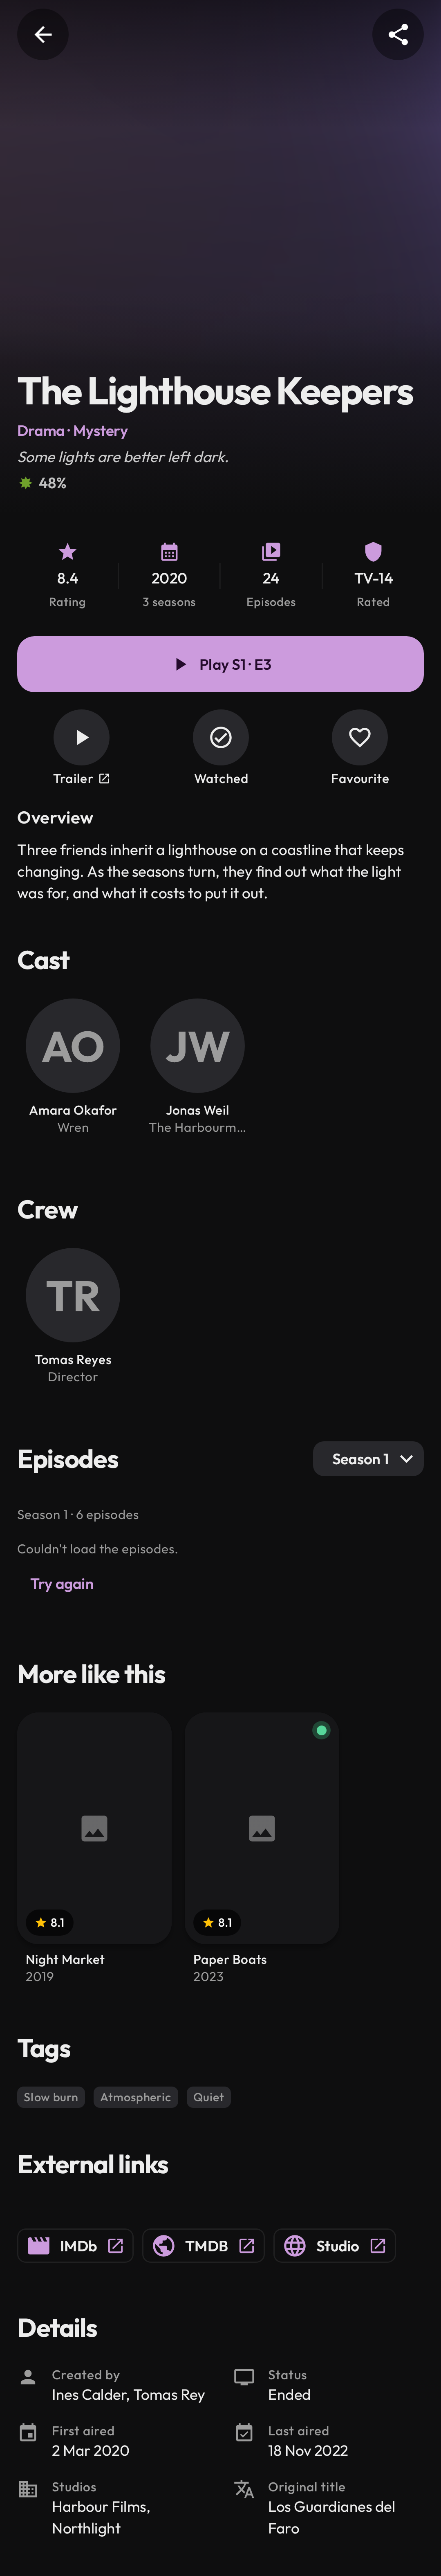 The Lighthouse Keepers
Drama · Mystery
Some lights are better left dark.
48%
8.4
Rating
2020
3 seasons
24
Episodes
TV-14
Rated
Play S1 · E3
Trailer
Watched
Favourite
Overview
Three friends inherit a lighthouse on a coastline that keeps
changing. As the seasons turn, they find out what the light
was for, and what it costs to put it out.
Cast
AO
JW
Amara Okafor
Wren
Jonas Weil
The Harbourm…
Crew
TR
Tomas Reyes
Director
Episodes
Season 1
Season 1 · 6 episodes
Couldn't load the episodes.
Try again
More like this
8.1
8.1
Night Market
2019
Paper Boats
2023
Tags
Slow burn
Atmospheric
Quiet
External links
IMDb
TMDB
Studio
Details
Created by
Ines Calder, Tomas Rey
Status
Ended
First aired
2 Mar 2020
Last aired
18 Nov 2022
Studios
Harbour Films,
Northlight
Original title
Los Guardianes del
Faro